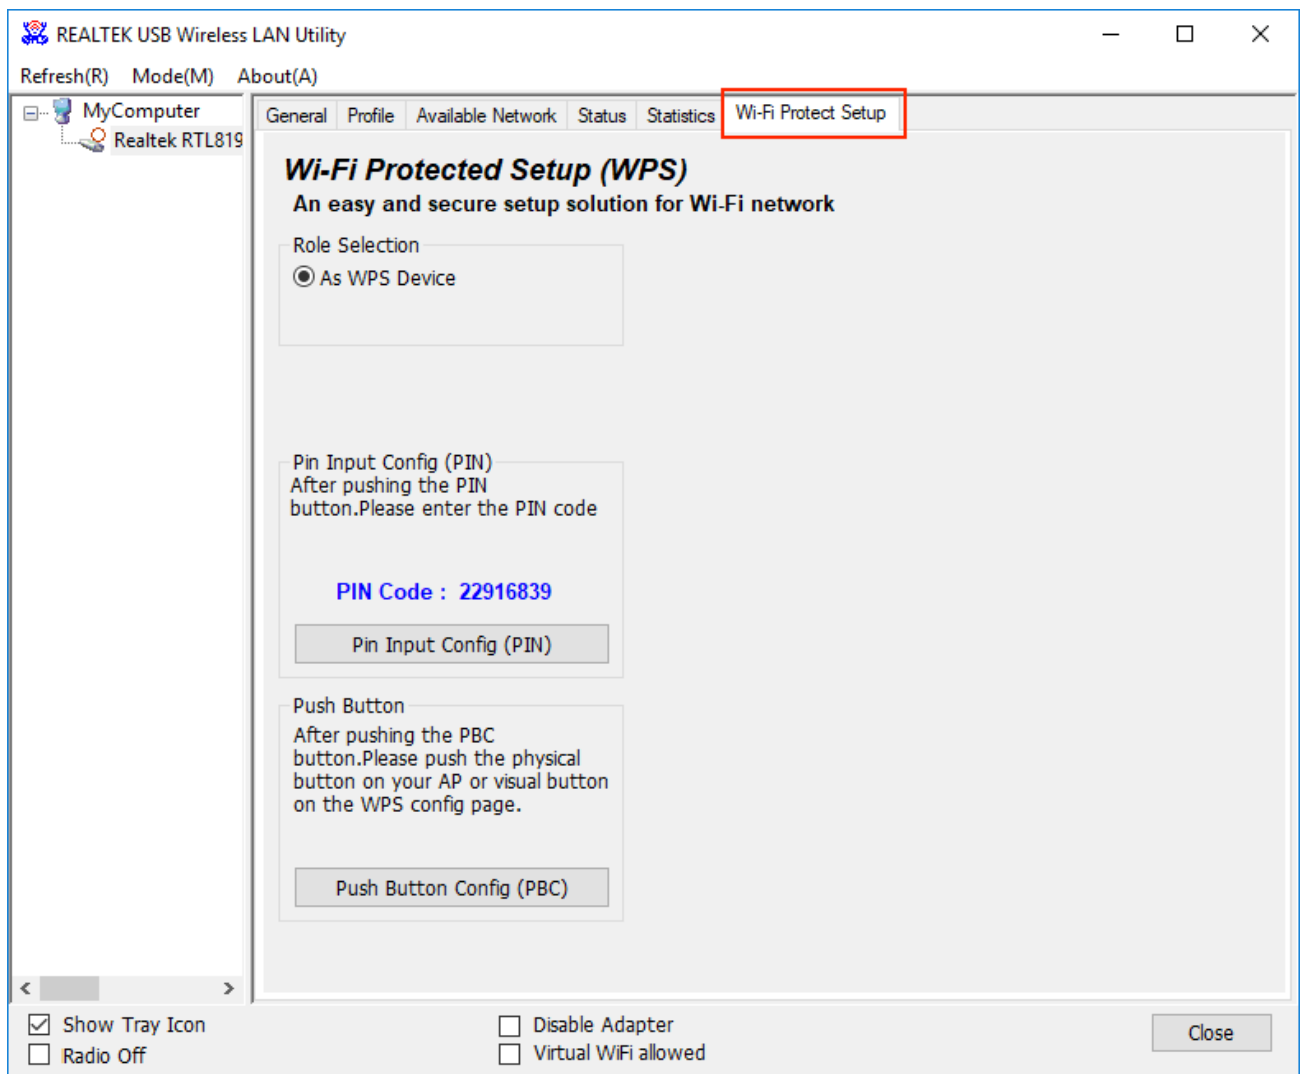 REALTEK USB Wireless LAN Utility
Refresh(R) Mode(M) About(A)
MyComputer
Realtek RTL819
General Profile Available Network Status Statistics Wi-Fi Protect Setup
Wi-Fi Protected Setup (WPS)
An easy and secure setup solution for Wi-Fi network
Role Selection
As WPS Device
Pin Input Config (PIN)
After pushing the PIN
button.Please enter the PIN code
PIN Code : 22916839
Pin Input Config (PIN)
Push Button
After pushing the PBC
button.Please push the physical
button on your AP or visual button
on the WPS config page.
Push Button Config (PBC)
Show Tray Icon
Radio Off
Disable Adapter
Virtual WiFi allowed
Close